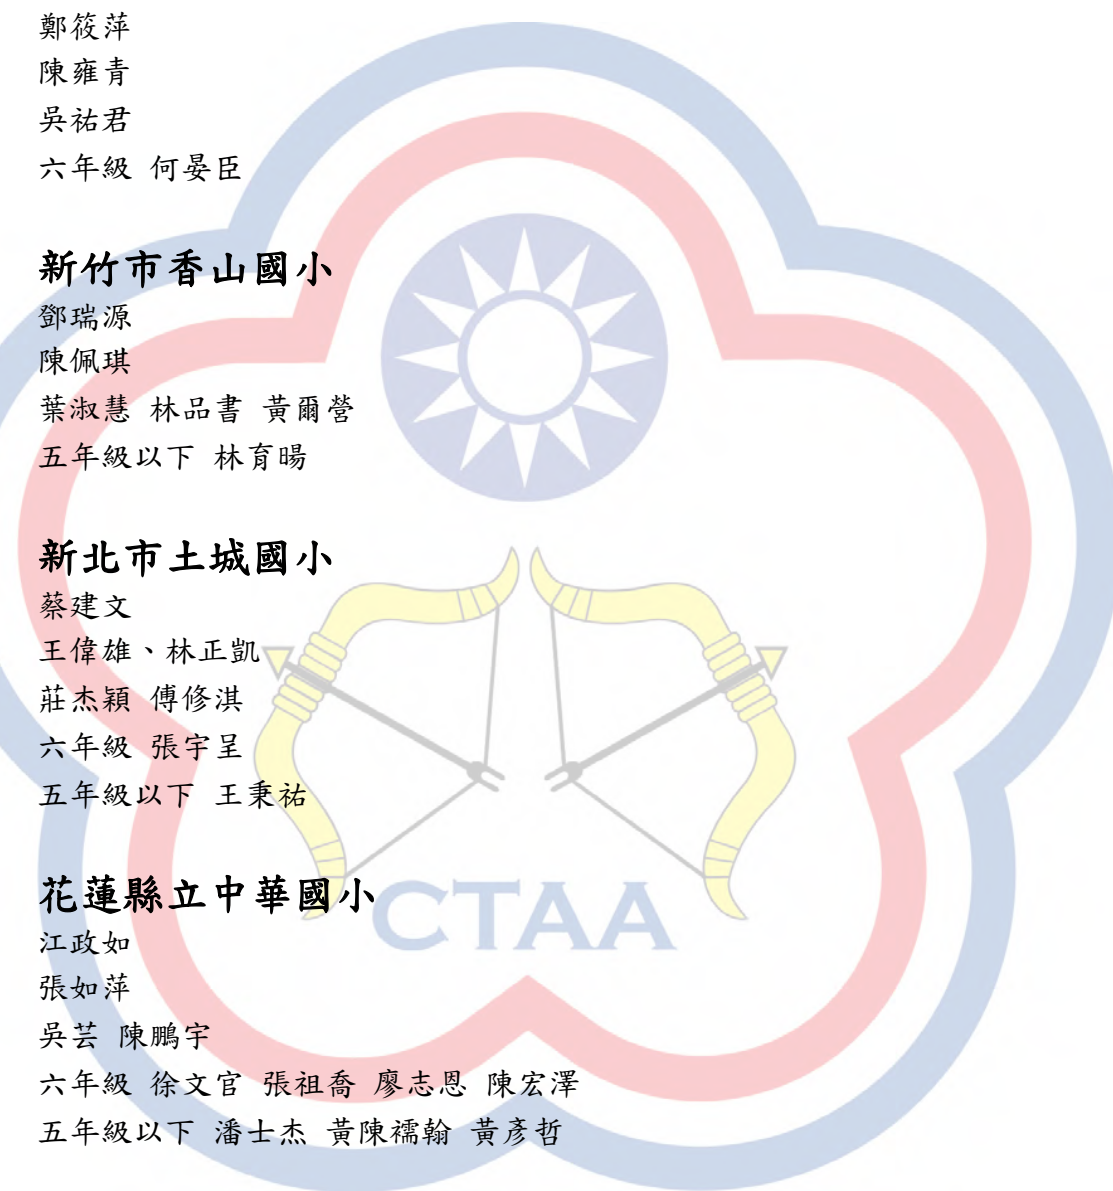 鄭筱萍
陳雍青
吳祐君
六年級 何晏臣
新竹市香山國小
鄧瑞源
陳佩琪
葉淑慧 林品書 黃爾營
五年級以下 林育暘
新北市土城國小
蔡建文
王偉雄、林正凱
莊杰穎 傅修淇
六年級 張宇呈
五年級以下 王秉祐
花蓮縣立中華國小
CTAA
江政如
張如萍
吳芸 陳鵬宇
六年級 徐文官 張祖喬 廖志恩 陳宏澤
五年級以下 潘士杰 黃陳襦翰 黃彥哲